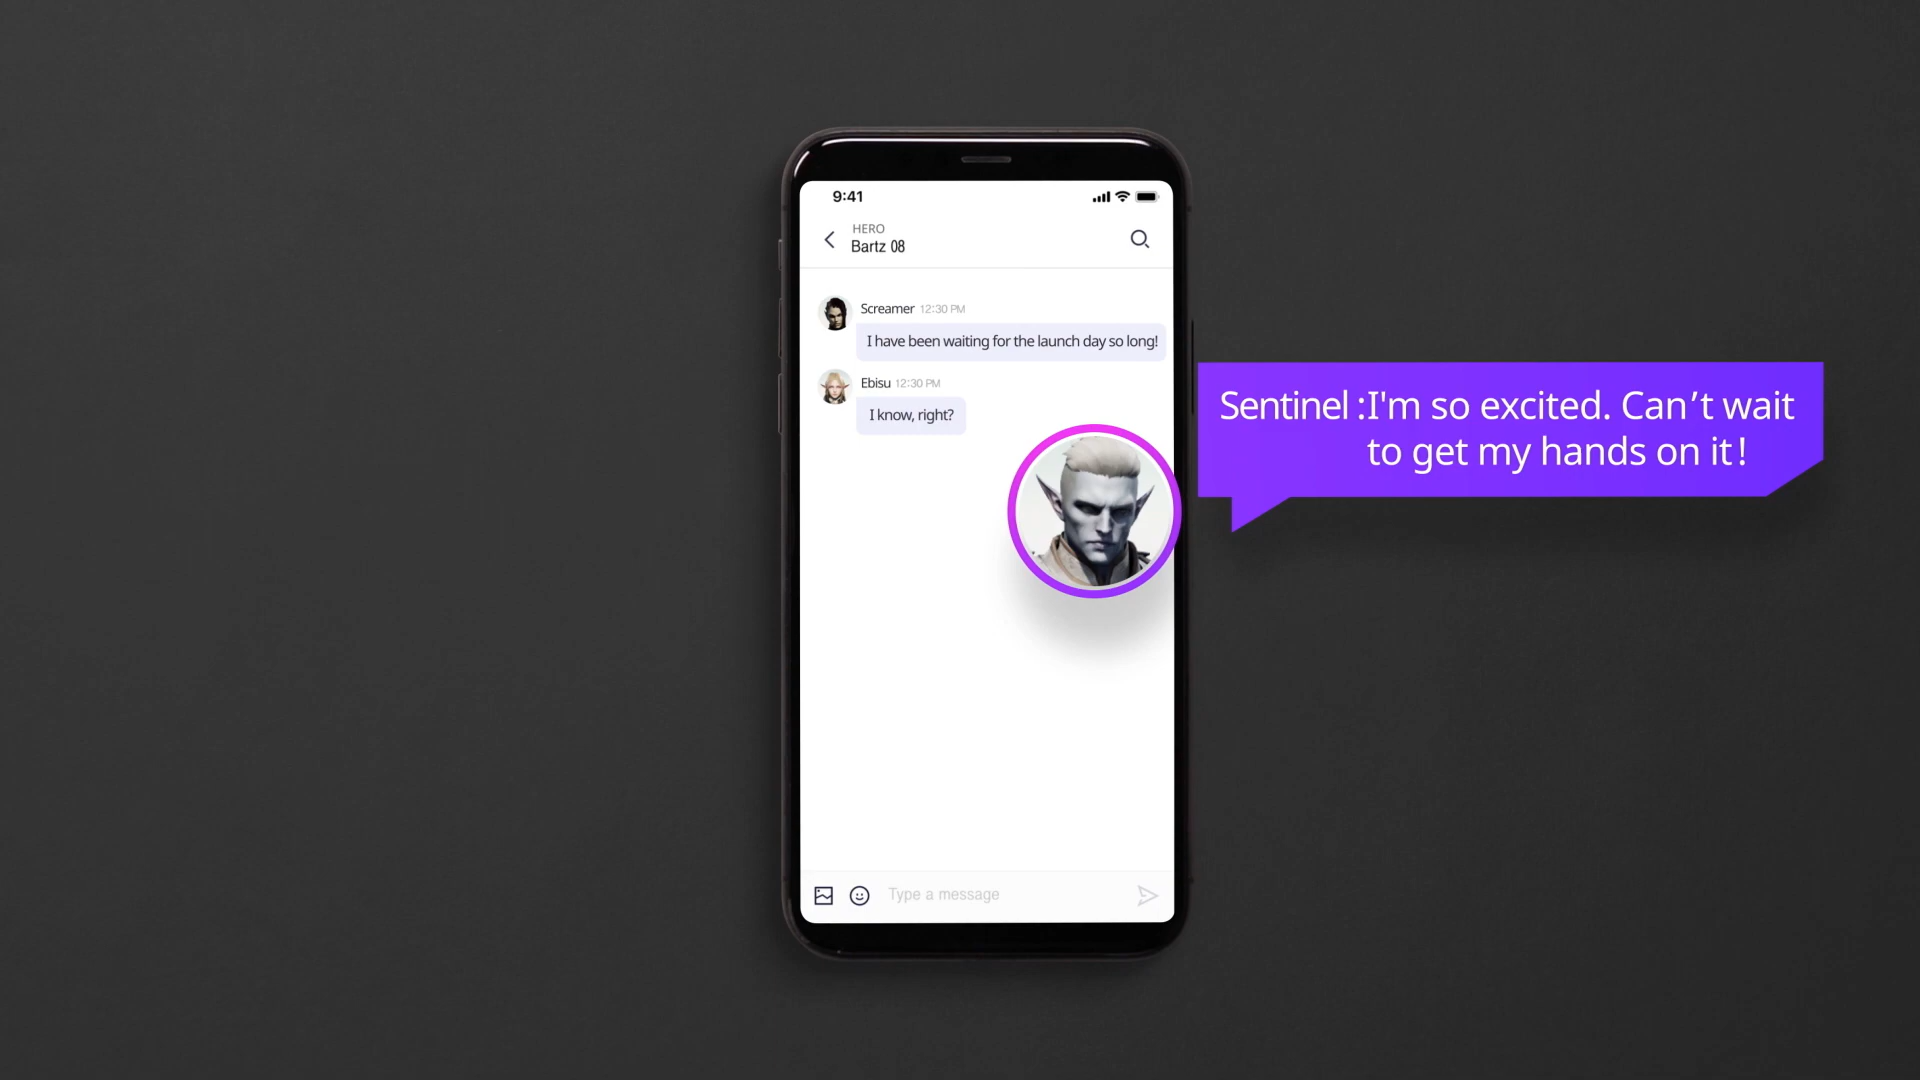 9:41
HERO
Bartz 08
Screamer 12:30 PM
I have been waiting for the launch day so long!
Ebisu 12:30 PM
I know, right?
Sentinel :I'm so excited. Can’t wait
to get my hands on it!
Type a message